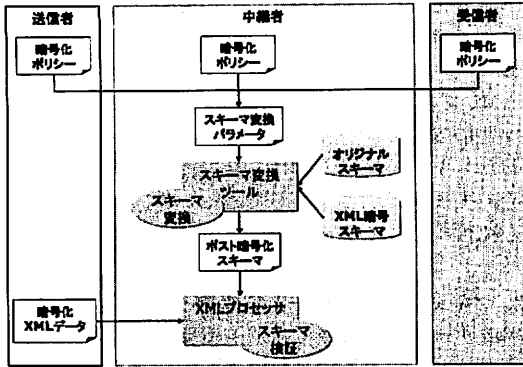 送信者
中継者
受信者
暗号化
ポリシー
暗号化
ポリシー
暗号化
ポリシー
スキーマ変換
パラメータ
スキーマ変換
ツール
スキーマ
変換
オリジナル
スキーマ
XML暗号
スキーマ
ポスト暗号化
スキーマ
暗号化
XMLデータ
XMLプロセッサ
スキーマ
検証